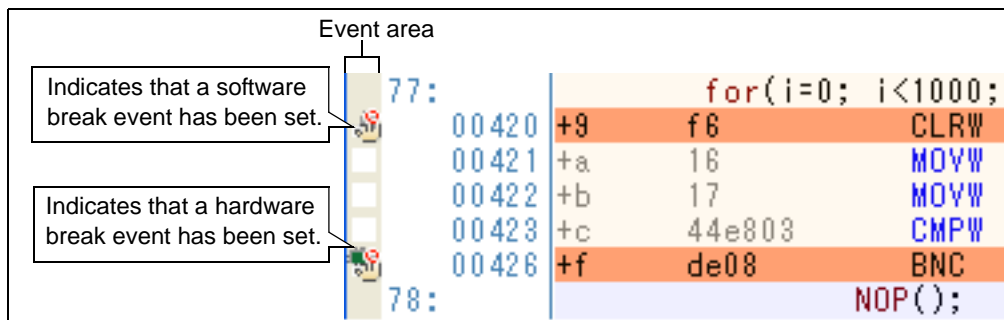 Event area
Indicates that a software
break event has been set.
Indicates that a hardware
break event has been set.
77: for(i=0; i<1000;
00420 +9 f6 CLRW
00421 +a 16 MOVW
00422 +b 17 MOVW
00423 +c 44e803 CMPW
00426 +f de08 BNC
78: NOP();